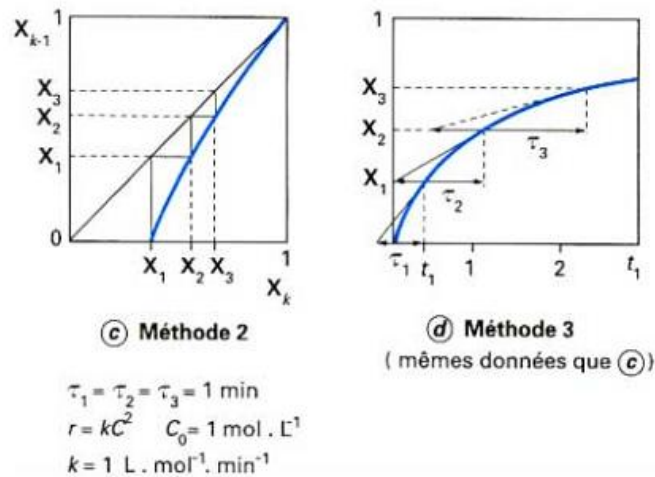 1
X_{k-1}
X_3
X_2
X_1
0
X_1 X_2 X_3 1
X_k
ⓒ Méthode 2
1
X_3
X_2
X_1
τ_3
τ_2
τ_1 t_1 1 2 t_1
ⓓ Méthode 3
( mêmes données que ⓒ)
τ_1 = τ_2 = τ_3 = 1 min
r = kC^2 C_0 = 1 mol . L^{-1}
k = 1 L . mol^{-1}. min^{-1}